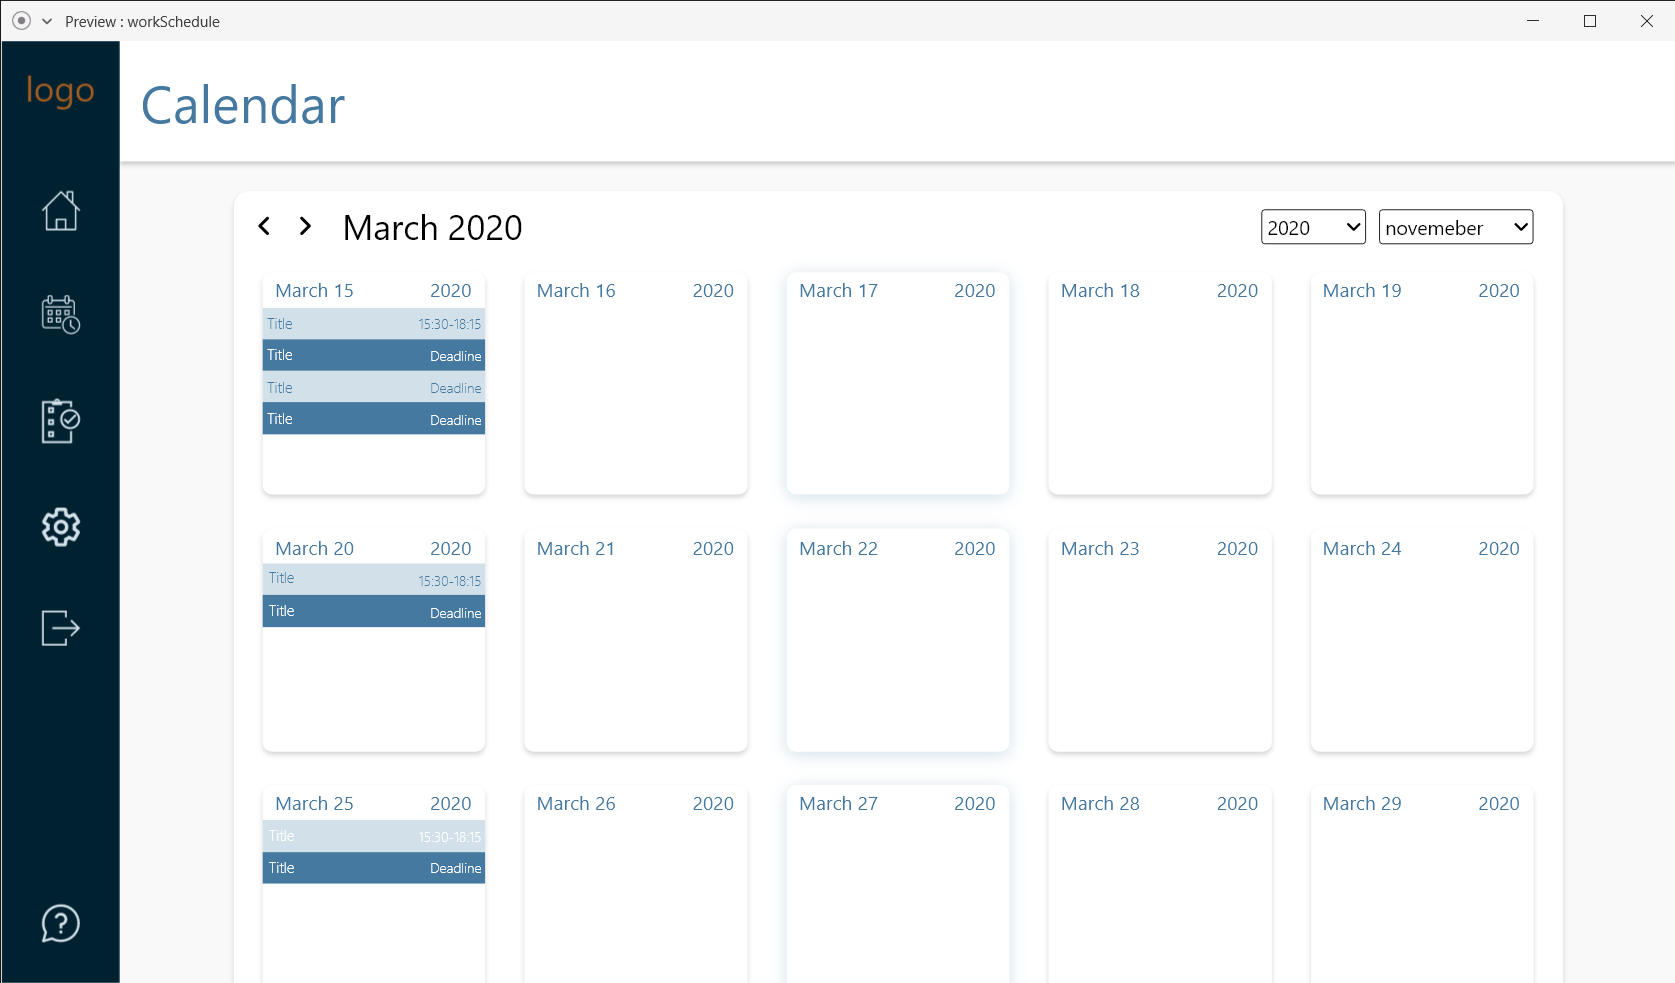 Preview : workSchedule
logo
Calendar
March 2020
2020
novemeber
March 15 2020
Title 15:30-18:15
Title Deadline
Title Deadline
Title Deadline
March 16 2020
March 17 2020
March 18 2020
March 19 2020
March 20 2020
Title 15:30-18:15
Title Deadline
March 21 2020
March 22 2020
March 23 2020
March 24 2020
March 25 2020
Title 15:30-18:15
Title Deadline
March 26 2020
March 27 2020
March 28 2020
March 29 2020
?